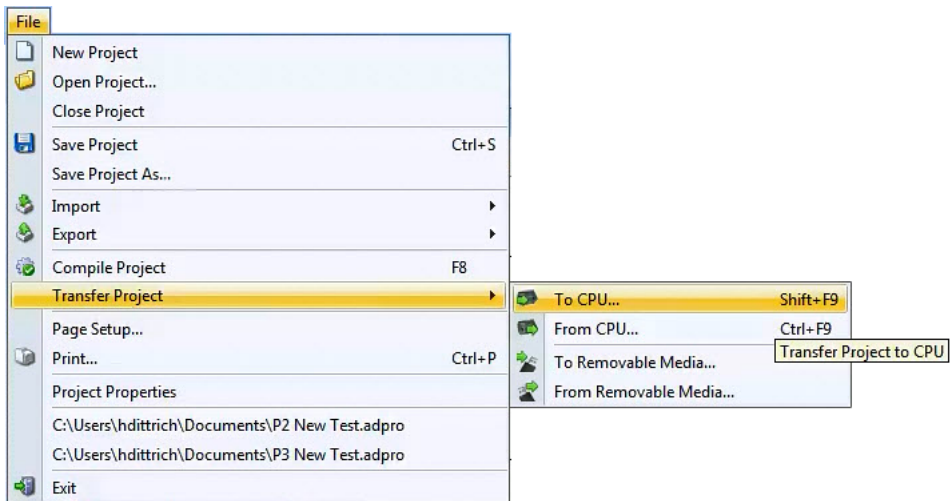 File
New Project
Open Project...
Close Project
Save Project Ctrl+S
Save Project As...
Import
Export
Compile Project F8
Transfer Project
To CPU... Shift+F9
From CPU... Ctrl+F9
Transfer Project to CPU
To Removable Media...
From Removable Media...
Page Setup...
Print... Ctrl+P
Project Properties
C:\Users\hdittrich\Documents\P2 New Test.adpro
C:\Users\hdittrich\Documents\P3 New Test.adpro
Exit